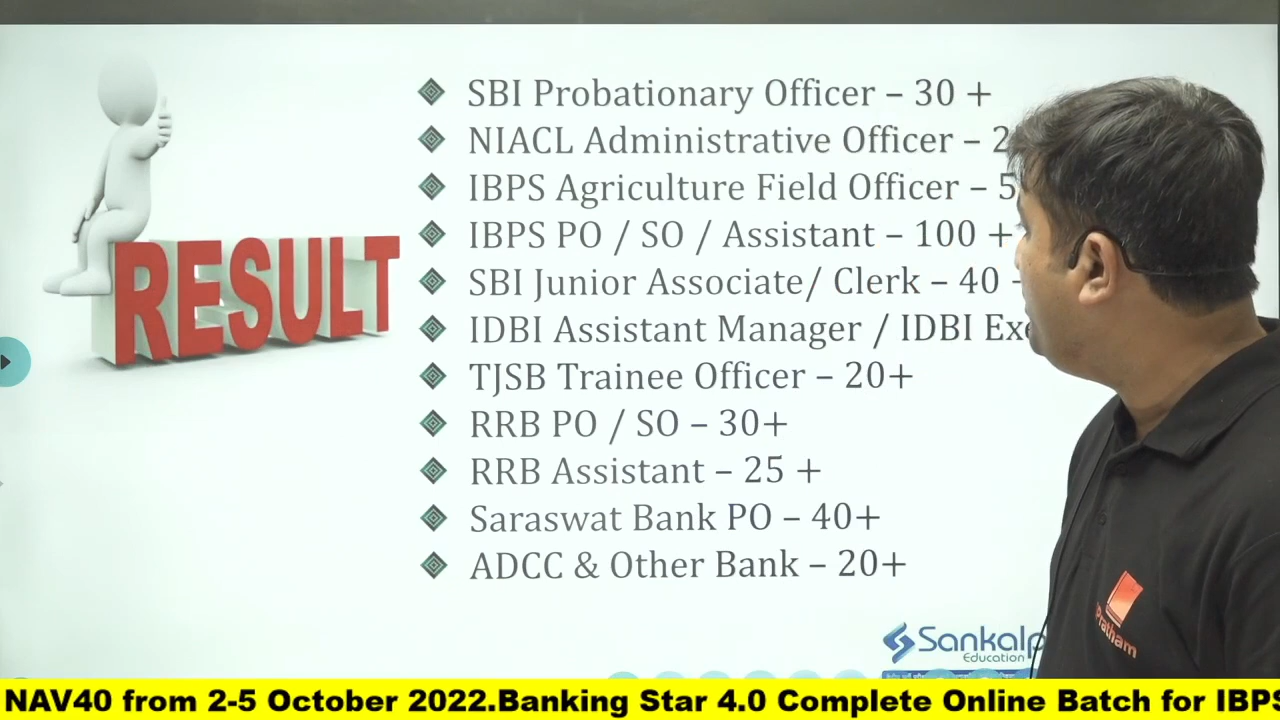 SBI Probationary Officer – 30 +
NIACL Administrative Officer – 2
IBPS Agriculture Field Officer – 5
IBPS PO / SO / Assistant – 100 +
SBI Junior Associate/ Clerk – 40
IDBI Assistant Manager / IDBI
TJSB Trainee Officer – 20+
RRB PO / SO – 30+
RRB Assistant – 25 +
Saraswat Bank PO – 40+
ADCC & Other Bank – 20+
RESULT
Sankalp
Education
Pratham
NAV40 from 2-5 October 2022.Banking Star 4.0 Complete Online Batch for IBPS